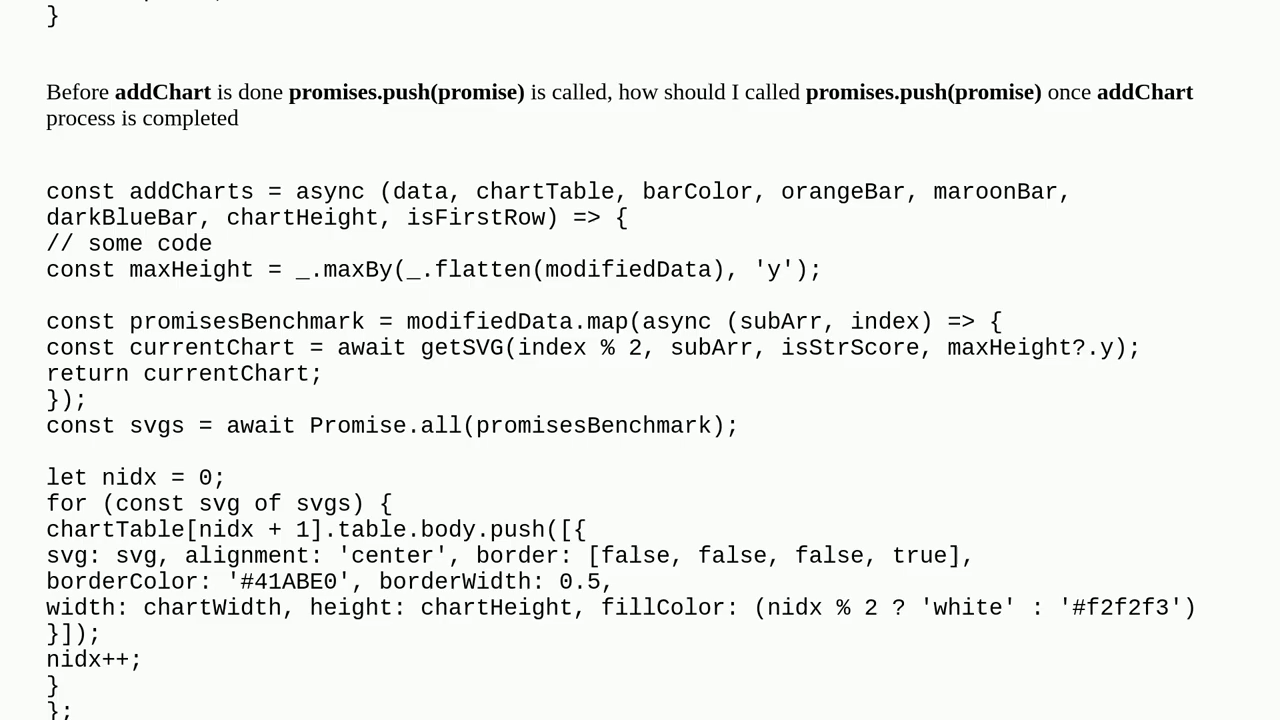 }
Before addChart is done promises.push(promise) is called, how should I called promises.push(promise) once addChart
process is completed
const addCharts = async (data, chartTable, barColor, orangeBar, maroonBar,
darkBlueBar, chartHeight, isFirstRow) => {
// some code
const maxHeight = _.maxBy(_.flatten(modifiedData), 'y');
const promisesBenchmark = modifiedData.map(async (subArr, index) => {
const currentChart = await getSVG(index % 2, subArr, isStrScore, maxHeight?.y);
return currentChart;
});
const svgs = await Promise.all(promisesBenchmark);
let nidx = 0;
for (const svg of svgs) {
chartTable[nidx + 1].table.body.push([{
svg: svg, alignment: 'center', border: [false, false, false, true],
borderColor: '#41ABE0', borderWidth: 0.5,
width: chartWidth, height: chartHeight, fillColor: (nidx % 2 ? 'white' : '#f2f2f3')
}]);
nidx++;
}
};